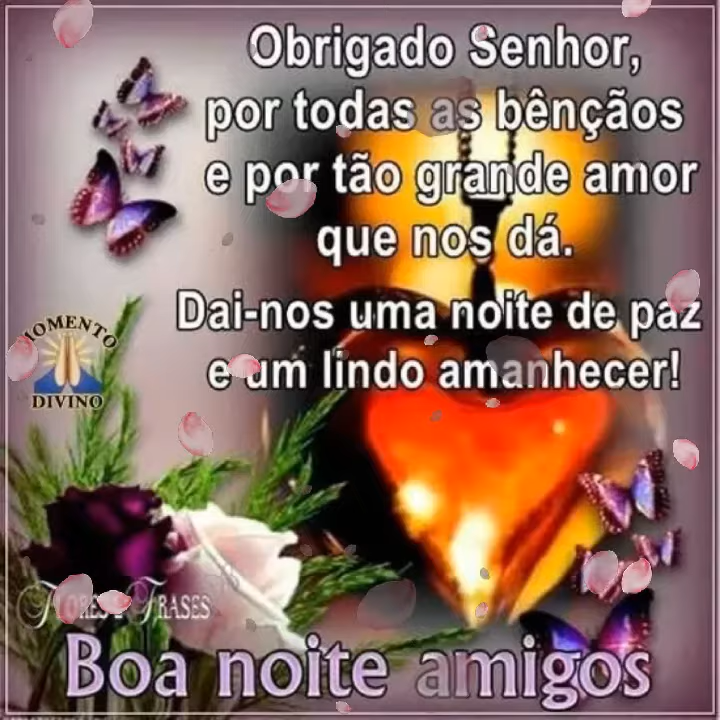 Obrigado Senhor,
por todas as bênçãos
e por tão grande amor
que nos dá.
Dai-nos uma noite de paz
e um lindo amanhecer!
MOMENTO
DIVINO
FLORES E FRASES
Boa noite amigos